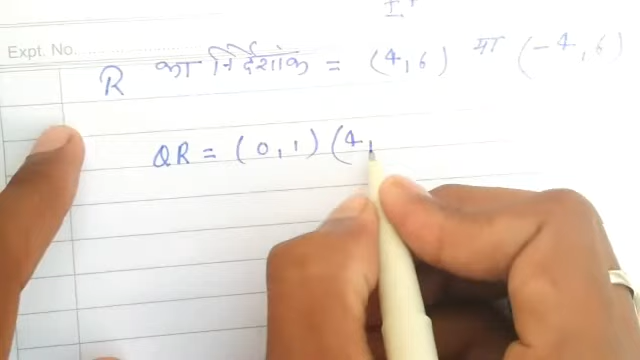 Expt. No.
R का निर्देशांक = (4, 6) या (-4, 6)
QR = (0, 1) (4,